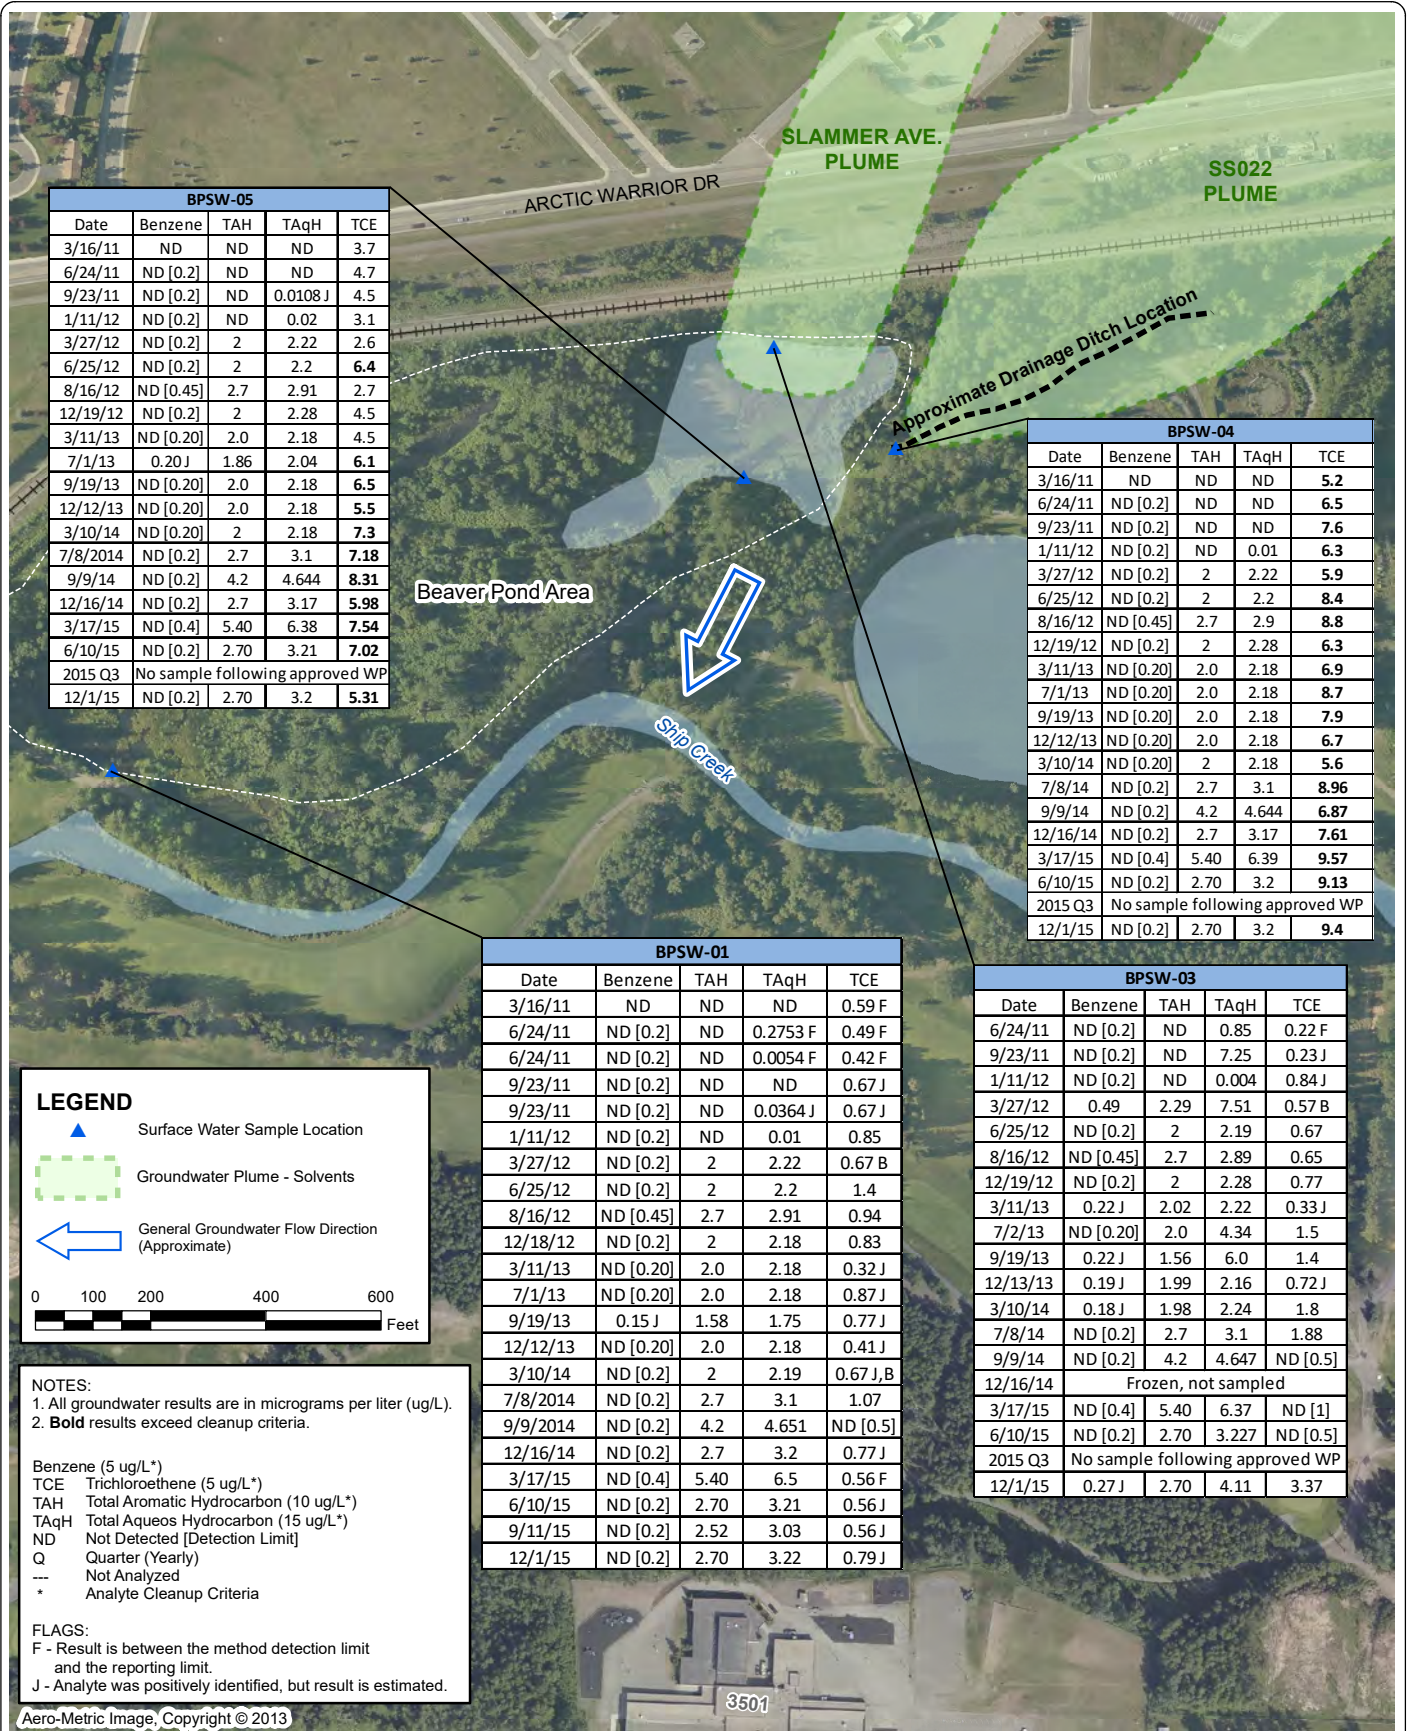 SLAMMER AVE.
PLUME
SS022
PLUME
ARCTIC WARRIOR DR
Approximate Drainage Ditch Location
Beaver Pond Area
Ship Creek
BPSW-05
Date Benzene TAH TAqH TCE
3/16/11 ND ND ND 3.7
6/24/11 ND [0.2] ND ND 4.7
9/23/11 ND [0.2] ND 0.0108 J 4.5
1/11/12 ND [0.2] ND 0.02 3.1
3/27/12 ND [0.2] 2 2.22 2.6
6/25/12 ND [0.2] 2 2.2 6.4
8/16/12 ND [0.45] 2.7 2.91 2.7
12/19/12 ND [0.2] 2 2.28 4.5
3/11/13 ND [0.20] 2.0 2.18 4.5
7/1/13 0.20 J 1.86 2.04 6.1
9/19/13 ND [0.20] 2.0 2.18 6.5
12/12/13 ND [0.20] 2.0 2.18 5.5
3/10/14 ND [0.20] 2 2.18 7.3
7/8/2014 ND [0.2] 2.7 3.1 7.18
9/9/14 ND [0.2] 4.2 4.644 8.31
12/16/14 ND [0.2] 2.7 3.17 5.98
3/17/15 ND [0.4] 5.40 6.38 7.54
6/10/15 ND [0.2] 2.70 3.21 7.02
2015 Q3 No sample following approved WP
12/1/15 ND [0.2] 2.70 3.2 5.31
BPSW-04
Date Benzene TAH TAqH TCE
3/16/11 ND ND ND 5.2
6/24/11 ND [0.2] ND ND 6.5
9/23/11 ND [0.2] ND ND 7.6
1/11/12 ND [0.2] ND 0.01 6.3
3/27/12 ND [0.2] 2 2.22 5.9
6/25/12 ND [0.2] 2 2.2 8.4
8/16/12 ND [0.45] 2.7 2.9 8.8
12/19/12 ND [0.2] 2 2.28 6.3
3/11/13 ND [0.20] 2.0 2.18 6.9
7/1/13 ND [0.20] 2.0 2.18 8.7
9/19/13 ND [0.20] 2.0 2.18 7.9
12/12/13 ND [0.20] 2.0 2.18 6.7
3/10/14 ND [0.20] 2 2.18 5.6
7/8/14 ND [0.2] 2.7 3.1 8.96
9/9/14 ND [0.2] 4.2 4.644 6.87
12/16/14 ND [0.2] 2.7 3.17 7.61
3/17/15 ND [0.4] 5.40 6.39 9.57
6/10/15 ND [0.2] 2.70 3.2 9.13
2015 Q3 No sample following approved WP
12/1/15 ND [0.2] 2.70 3.2 9.4
BPSW-01
Date Benzene TAH TAqH TCE
3/16/11 ND ND ND 0.59 F
6/24/11 ND [0.2] ND 0.2753 F 0.49 F
6/24/11 ND [0.2] ND 0.0054 F 0.42 F
9/23/11 ND [0.2] ND ND 0.67 J
9/23/11 ND [0.2] ND 0.0364 J 0.67 J
1/11/12 ND [0.2] ND 0.01 0.85
3/27/12 ND [0.2] 2 2.22 0.67 B
6/25/12 ND [0.2] 2 2.2 1.4
8/16/12 ND [0.45] 2.7 2.91 0.94
12/18/12 ND [0.2] 2 2.18 0.83
3/11/13 ND [0.20] 2.0 2.18 0.32 J
7/1/13 ND [0.20] 2.0 2.18 0.87 J
9/19/13 0.15 J 1.58 1.75 0.77 J
12/12/13 ND [0.20] 2.0 2.18 0.41 J
3/10/14 ND [0.2] 2 2.19 0.67 J,B
7/8/2014 ND [0.2] 2.7 3.1 1.07
9/9/2014 ND [0.2] 4.2 4.651 ND [0.5]
12/16/14 ND [0.2] 2.7 3.2 0.77 J
3/17/15 ND [0.4] 5.40 6.5 0.56 F
6/10/15 ND [0.2] 2.70 3.21 0.56 J
9/11/15 ND [0.2] 2.52 3.03 0.56 J
12/1/15 ND [0.2] 2.70 3.22 0.79 J
BPSW-03
Date Benzene TAH TAqH TCE
6/24/11 ND [0.2] ND 0.85 0.22 F
9/23/11 ND [0.2] ND 7.25 0.23 J
1/11/12 ND [0.2] ND 0.004 0.84 J
3/27/12 0.49 2.29 7.51 0.57 B
6/25/12 ND [0.2] 2 2.19 0.67
8/16/12 ND [0.45] 2.7 2.89 0.65
12/19/12 ND [0.2] 2 2.28 0.77
3/11/13 0.22 J 2.02 2.22 0.33 J
7/2/13 ND [0.20] 2.0 4.34 1.5
9/19/13 0.22 J 1.56 6.0 1.4
12/13/13 0.19 J 1.99 2.16 0.72 J
3/10/14 0.18 J 1.98 2.24 1.8
7/8/14 ND [0.2] 2.7 3.1 1.88
9/9/14 ND [0.2] 4.2 4.647 ND [0.5]
12/16/14 Frozen, not sampled
3/17/15 ND [0.4] 5.40 6.37 ND [1]
6/10/15 ND [0.2] 2.70 3.227 ND [0.5]
2015 Q3 No sample following approved WP
12/1/15 0.27 J 2.70 4.11 3.37
LEGEND
Surface Water Sample Location
Groundwater Plume - Solvents
General Groundwater Flow Direction
(Approximate)
0 100 200 400 600
Feet
NOTES:
1. All groundwater results are in micrograms per liter (ug/L).
2. Bold results exceed cleanup criteria.
Benzene (5 ug/L*)
TCE Trichloroethene (5 ug/L*)
TAH Total Aromatic Hydrocarbon (10 ug/L*)
TAqH Total Aqueos Hydrocarbon (15 ug/L*)
ND Not Detected [Detection Limit]
Q Quarter (Yearly)
--- Not Analyzed
* Analyte Cleanup Criteria
FLAGS:
F - Result is between the method detection limit
and the reporting limit.
J - Analyte was positively identified, but result is estimated.
3501
Aero-Metric Image, Copyright © 2013